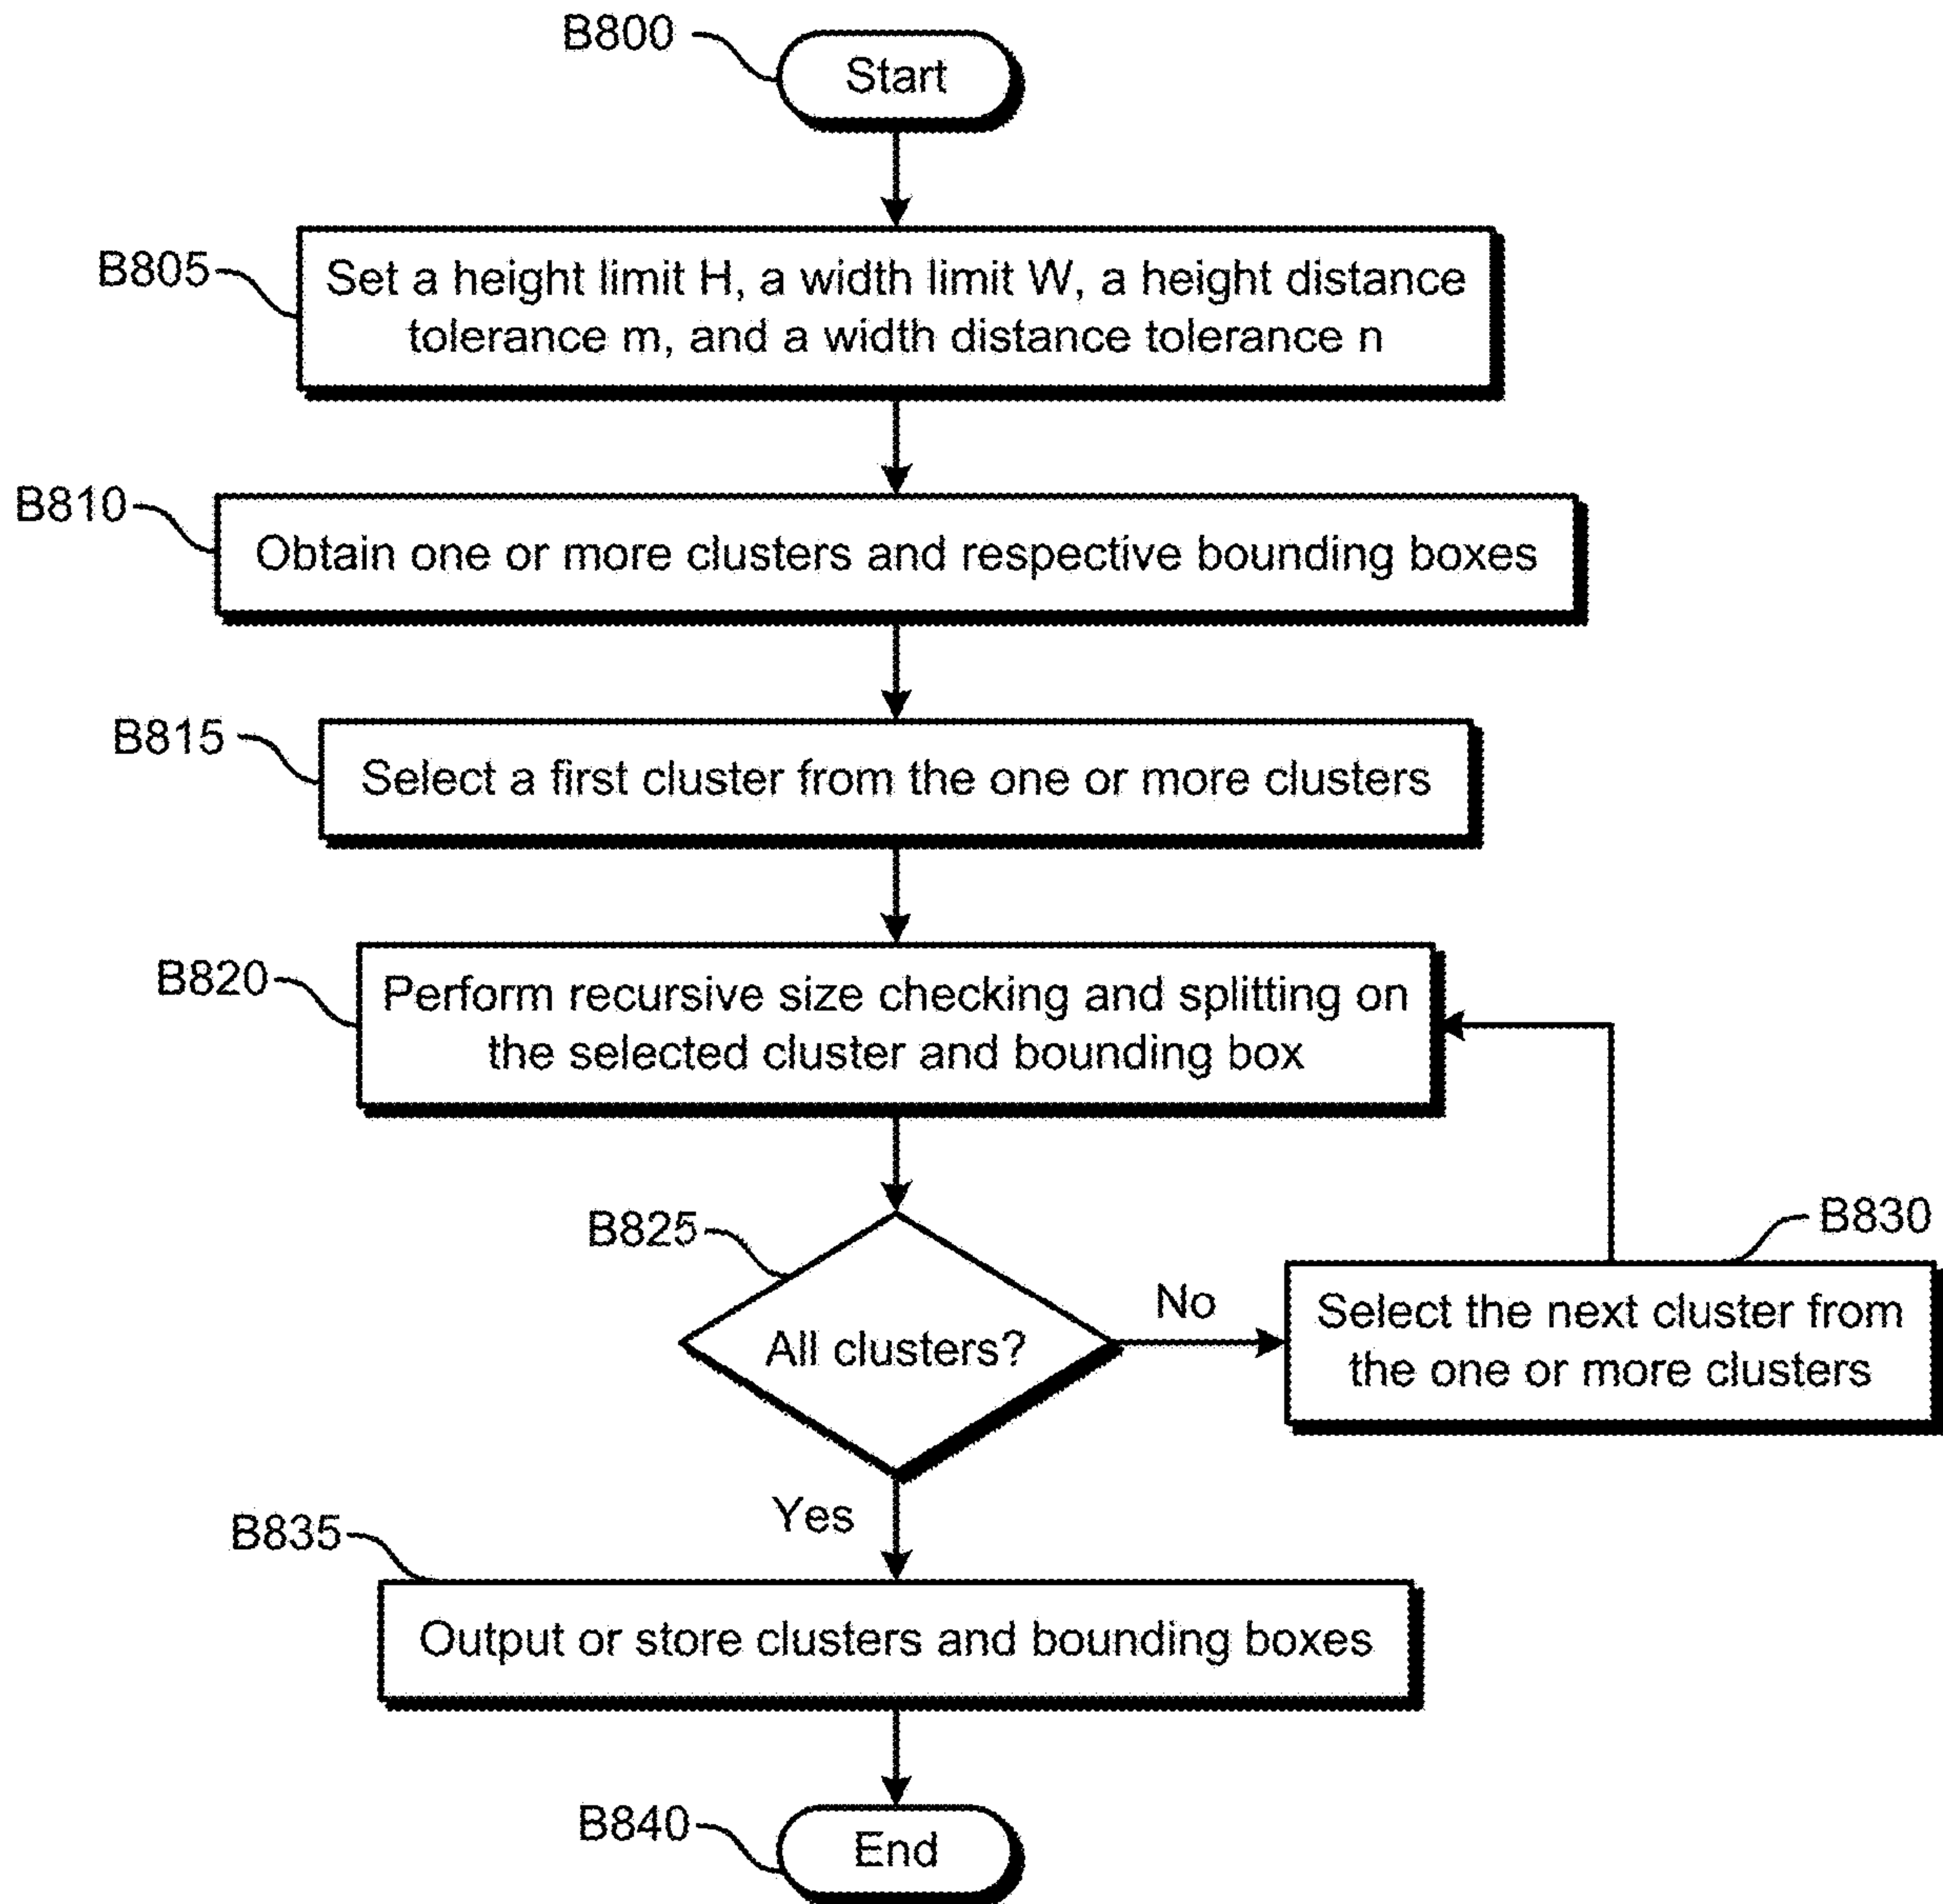 B800
Start
B805
Set a height limit H, a width limit W, a height distance
tolerance m, and a width distance tolerance n
B810
Obtain one or more clusters and respective bounding boxes
B815
Select a first cluster from the one or more clusters
B820
Perform recursive size checking and splitting on
the selected cluster and bounding box
B825
All clusters?
No
B830
Select the next cluster from
the one or more clusters
Yes
B835
Output or store clusters and bounding boxes
B840
End